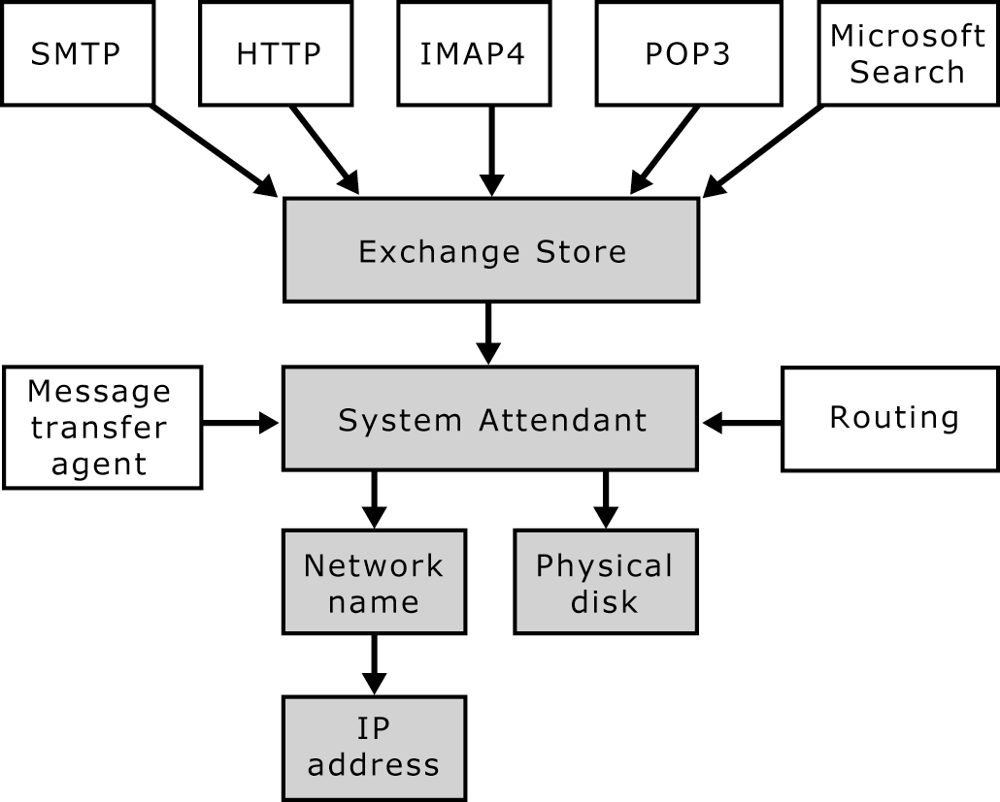 SMTP
HTTP
IMAP4
POP3
Microsoft
Search
Exchange Store
Message
transfer
agent
System Attendant
Routing
Network
name
Physical
disk
IP
address